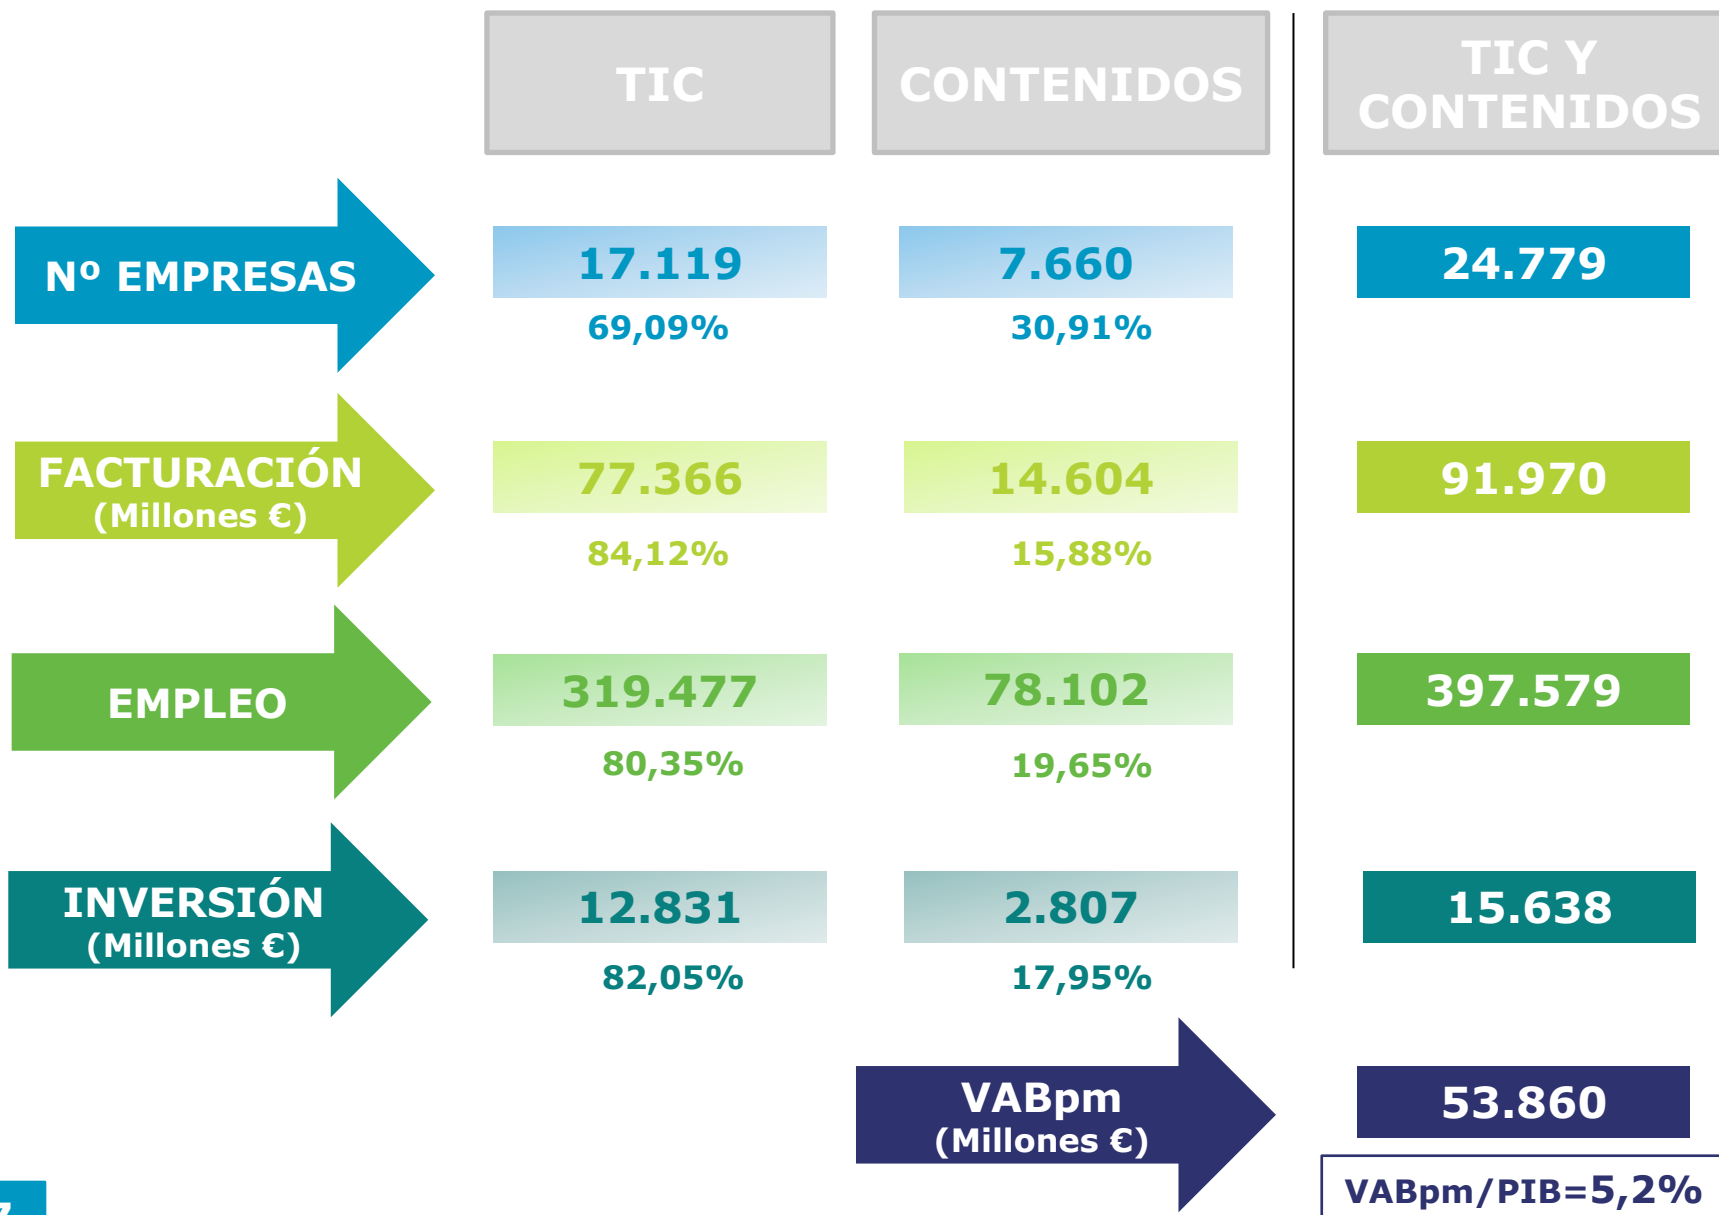 TIC
CONTENIDOS
TIC Y
CONTENIDOS
Nº EMPRESAS
17.119
7.660
24.779
69,09%
30,91%
FACTURACIÓN
(Millones €)
77.366
14.604
91.970
84,12%
15,88%
EMPLEO
319.477
78.102
397.579
80,35%
19,65%
INVERSIÓN
(Millones €)
12.831
2.807
15.638
82,05%
17,95%
VABpm
(Millones €)
53.860
VABpm/PIB=5,2%